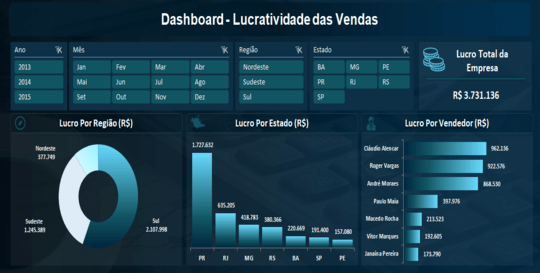 Dashboard - Lucratividade das Vendas
Ano
2013
2014
2015
Mês
Jan Fev Mar Abr
Mai Jun Jul Ago
Set Out Nov Dez
Região
Nordeste
Sudeste
Sul
Estado
BA MG PE
PR RJ RS
SP
Lucro Total da
Empresa
R$ 3.731.136
Lucro Por Região (R$)
Nordeste
377.749
Sudeste
1.245.389
Sul
2.107.998
Lucro Por Estado (R$)
1.727.632
635.205
418.783
380.366
220.669
191.400
157.080
PR RJ MG RS BA SP PE
Lucro Por Vendedor (R$)
Cláudio Alencar 962.136
Roger Vargas 922.576
André Moraes 868.530
Paulo Maia 397.976
Macedo Rocha 213.523
Vitor Marques 192.605
Janaína Pereira 173.790